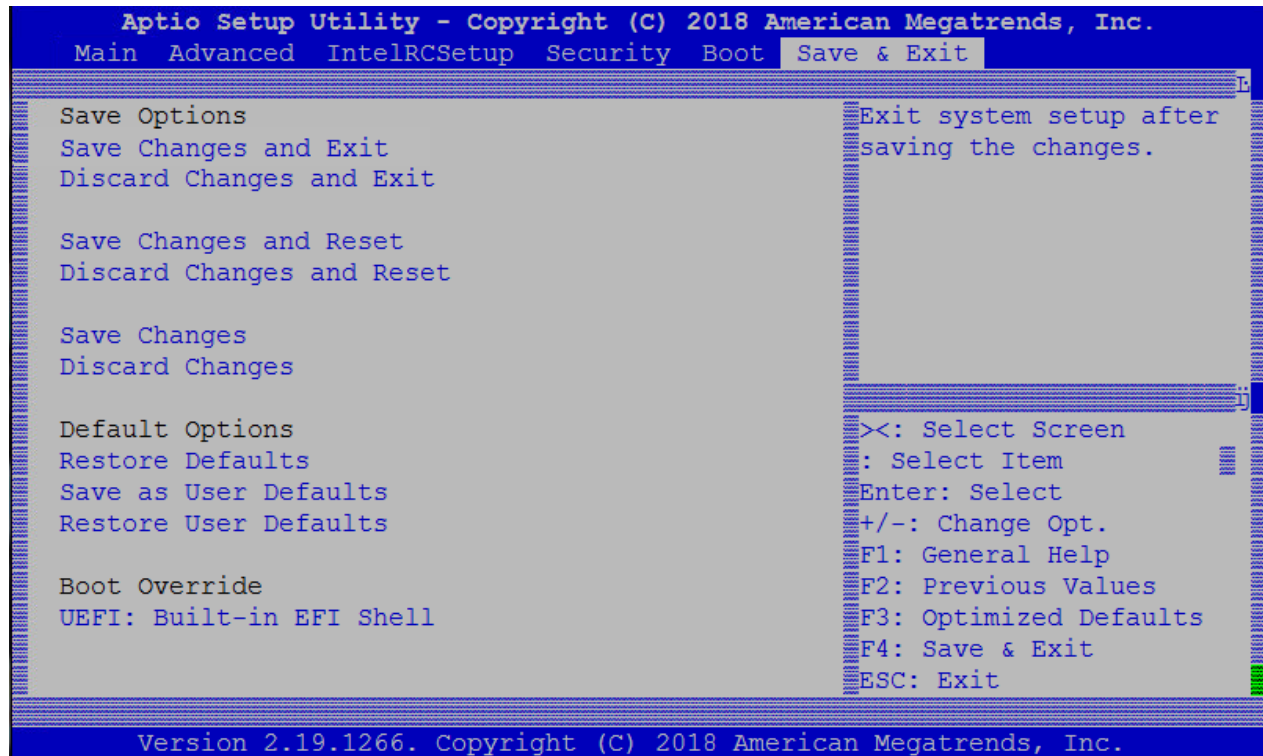 Aptio Setup Utility - Copyright (C) 2018 American Megatrends, Inc.
Main Advanced IntelRCSetup Security Boot Save & Exit
Save Options
Save Changes and Exit
Discard Changes and Exit
Save Changes and Reset
Discard Changes and Reset
Save Changes
Discard Changes
Default Options
Restore Defaults
Save as User Defaults
Restore User Defaults
Boot Override
UEFI: Built-in EFI Shell
Exit system setup after
saving the changes.
><: Select Screen
: Select Item
Enter: Select
+/-: Change Opt.
F1: General Help
F2: Previous Values
F3: Optimized Defaults
F4: Save & Exit
ESC: Exit
Version 2.19.1266. Copyright (C) 2018 American Megatrends, Inc.